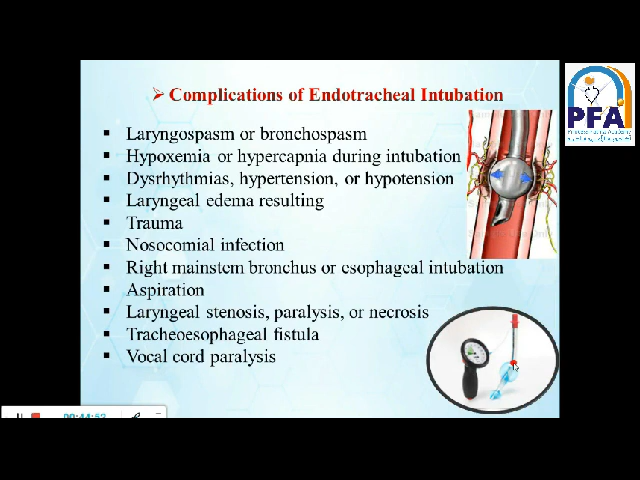 ➢ Complications of Endotracheal Intubation
PFA
▪ Laryngospasm or bronchospasm
▪ Hypoxemia or hypercapnia during intubation
▪ Dysrhythmias, hypertension, or hypotension
▪ Laryngeal edema resulting
▪ Trauma
▪ Nosocomial infection
▪ Right mainstem bronchus or esophageal intubation
▪ Aspiration
▪ Laryngeal stenosis, paralysis, or necrosis
▪ Tracheoesophageal fistula
▪ Vocal cord paralysis